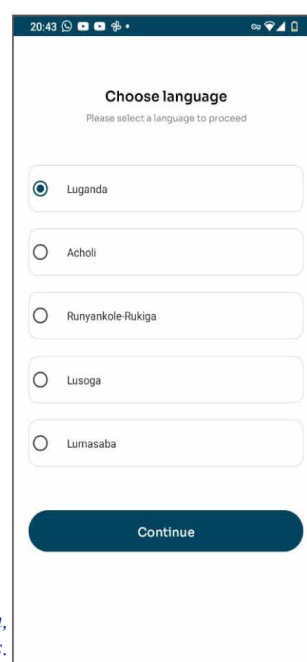 20:43
Choose language
Please select a language to proceed
Luganda
Acholi
Runyankole-Rukiga
Lusoga
Lumasaba
Continue